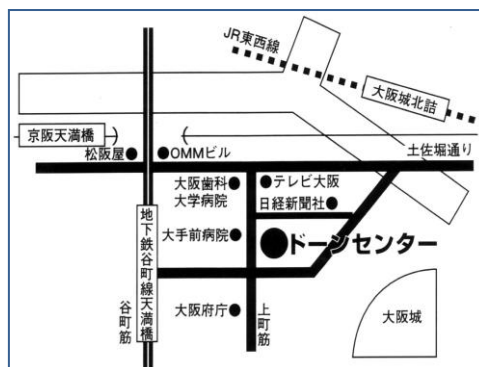 JR東西線
大阪城北詰
京阪天満橋
土佐堀通り
松阪屋
OMMビル
大阪歯科
大学病院
テレビ大阪
日経新聞社
大手前病院
ドーンセンター
地下鉄谷町線天満橋
谷町筋
大阪府庁
上町筋
大阪城